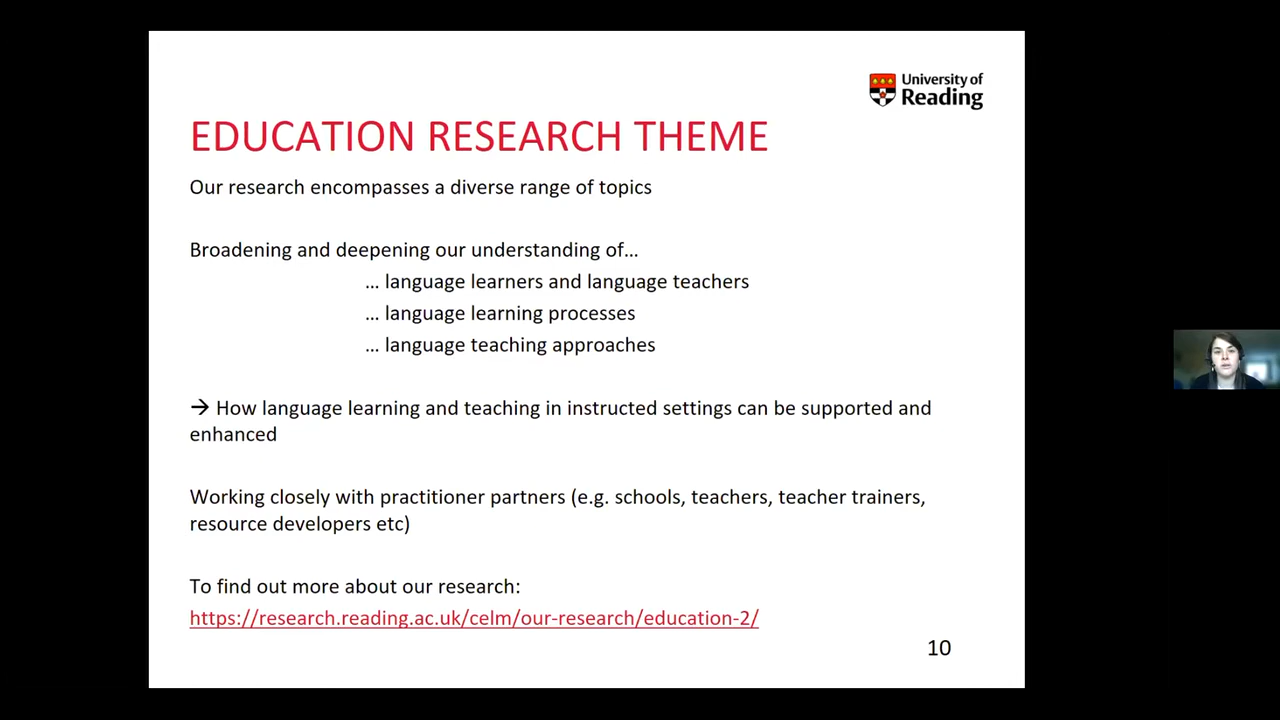 University of
Reading
EDUCATION RESEARCH THEME
Our research encompasses a diverse range of topics
Broadening and deepening our understanding of…
… language learners and language teachers
… language learning processes
… language teaching approaches
→ How language learning and teaching in instructed settings can be supported and
enhanced
Working closely with practitioner partners (e.g. schools, teachers, teacher trainers,
resource developers etc)
To find out more about our research:
https://research.reading.ac.uk/celm/our-research/education-2/
10